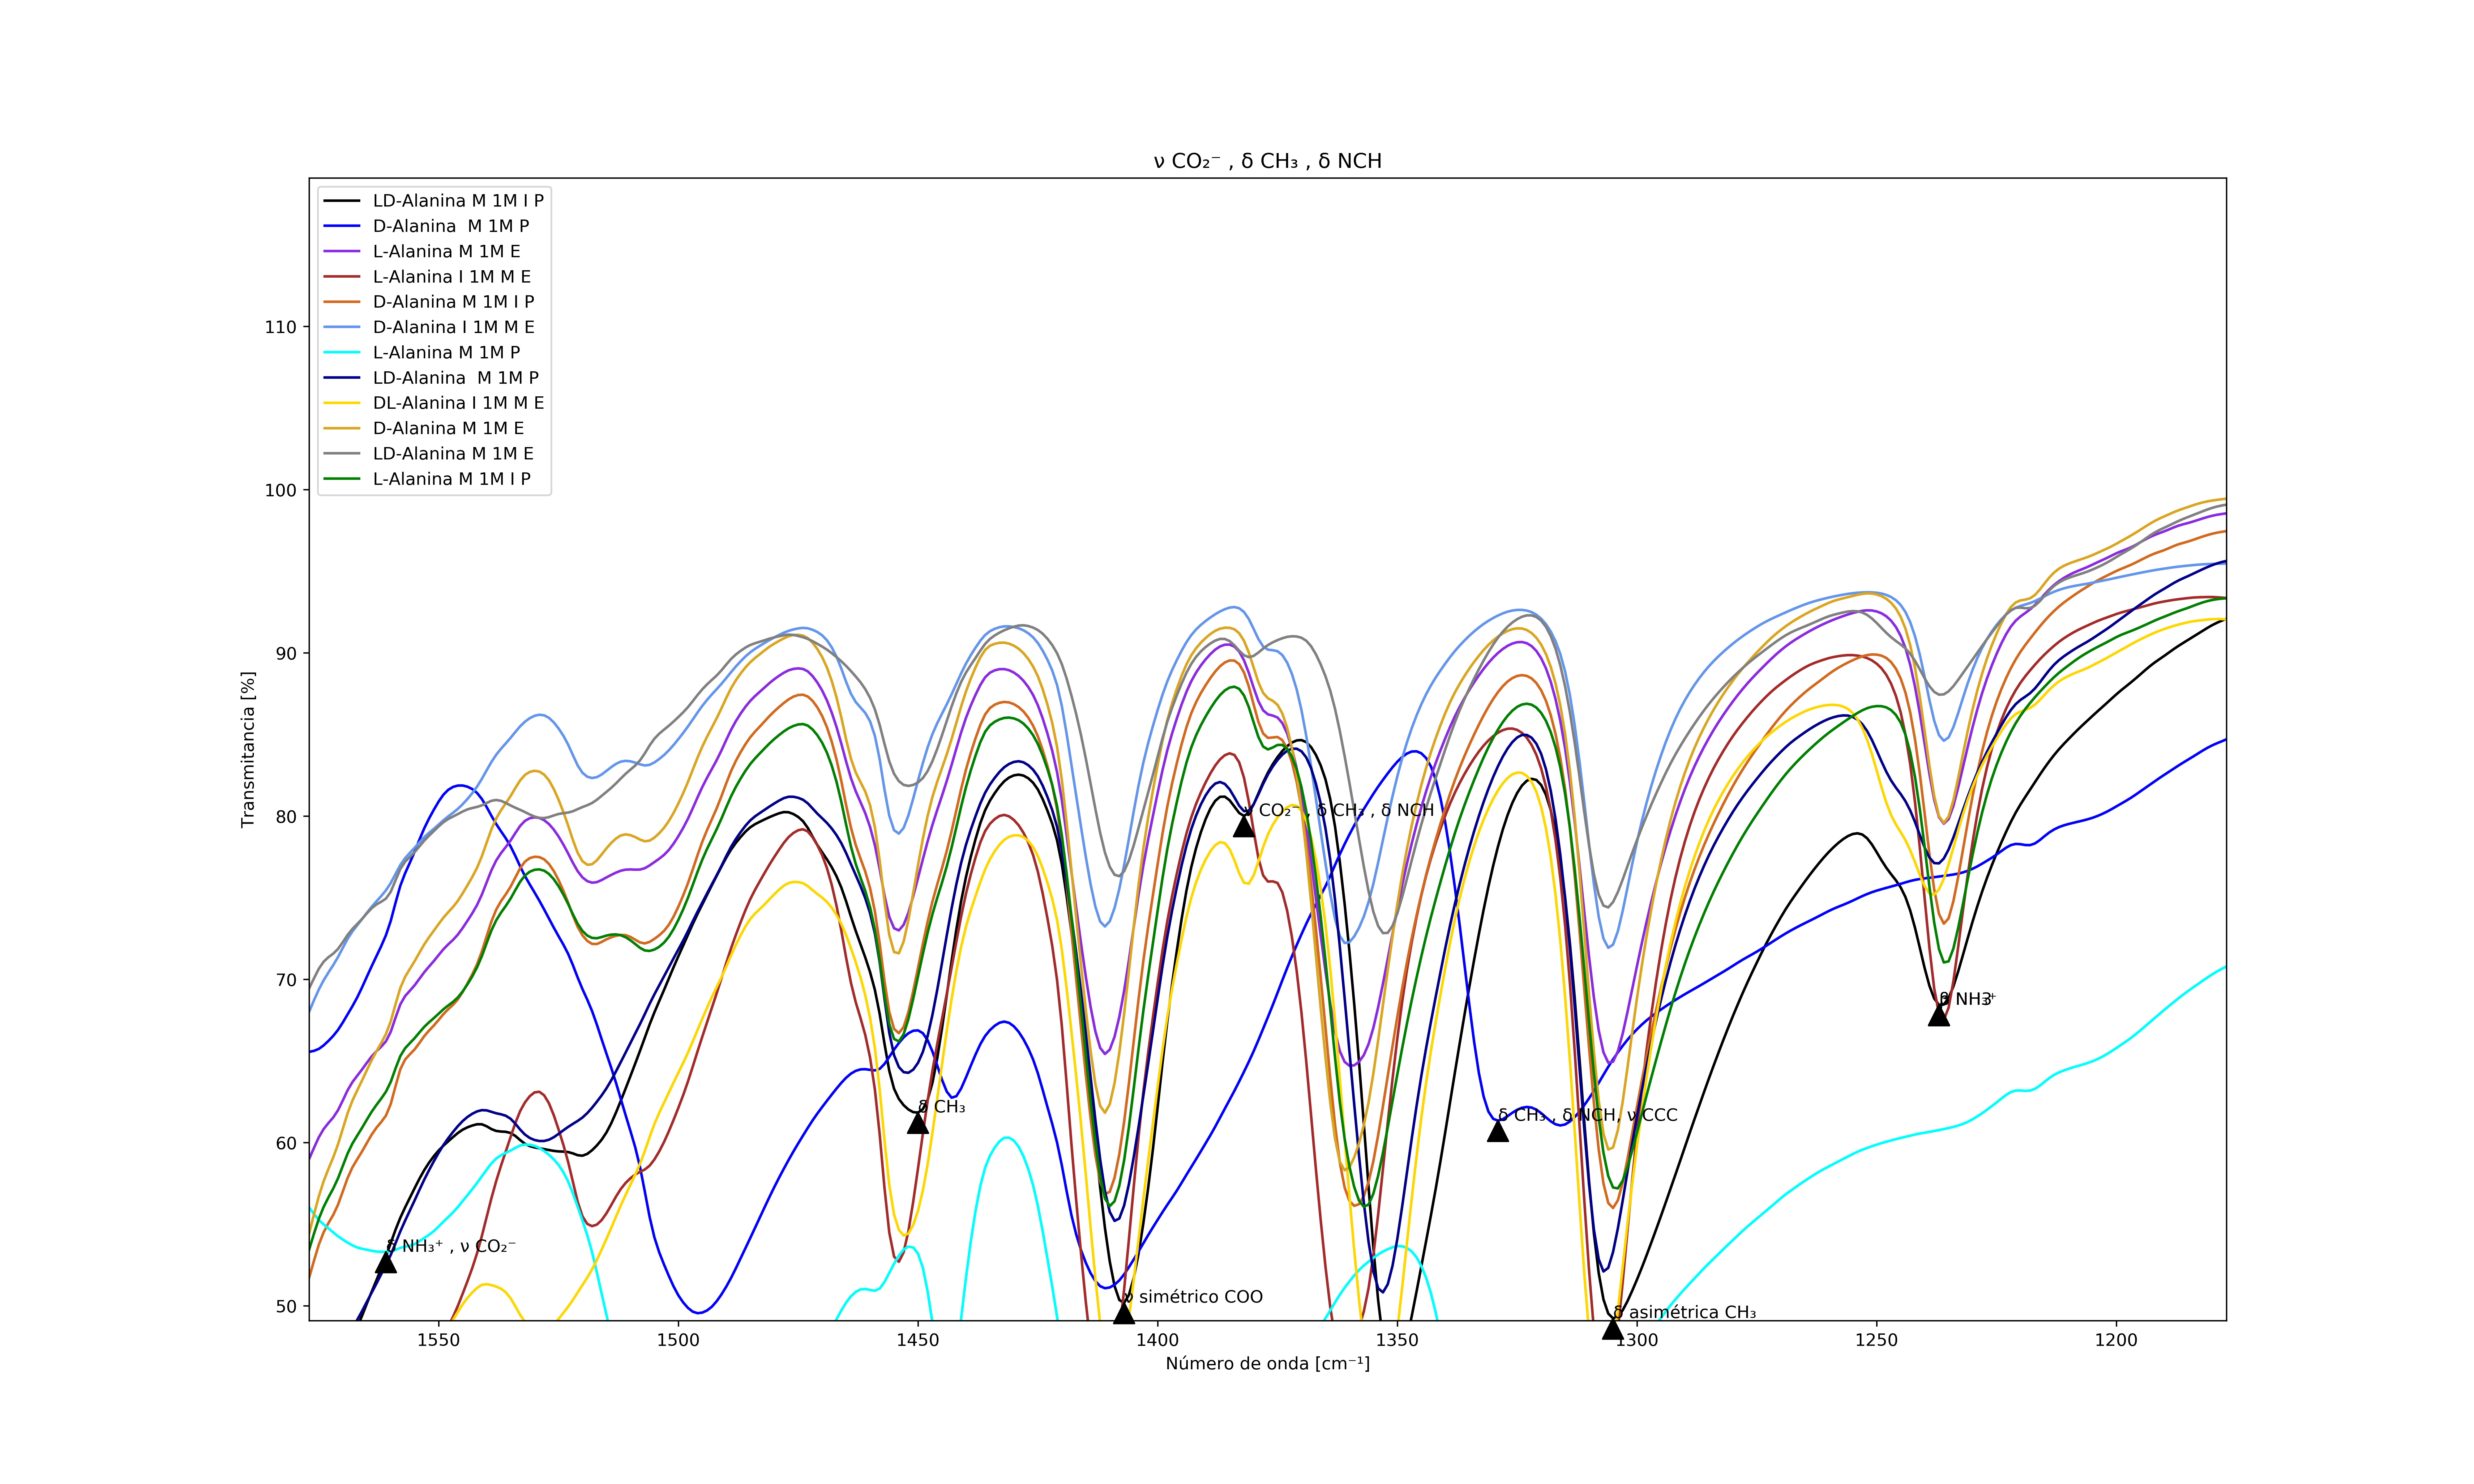 ν CO₂⁻ , δ CH₃ , δ NCH
LD-Alanina M 1M I P
D-Alanina  M 1M P
L-Alanina M 1M E
L-Alanina I 1M M E
D-Alanina M 1M I P
D-Alanina I 1M M E
L-Alanina M 1M P
LD-Alanina  M 1M P
DL-Alanina I 1M M E
D-Alanina M 1M E
LD-Alanina M 1M E
L-Alanina M 1M I P
110
100
90
80
70
60
50
Transmitancia [%]
ν CO₂⁻ , δ CH₃ , δ NCH
NH₃⁺
δ CH₃
δ CH₃ , δ NCH, ν CCC
δ NH₃⁺ , ν CO₂⁻
ν simétrico COO
δ asimétrica CH₃
1550 1500 1450 1400 1350 1300 1250 1200
Número de onda [cm⁻¹]